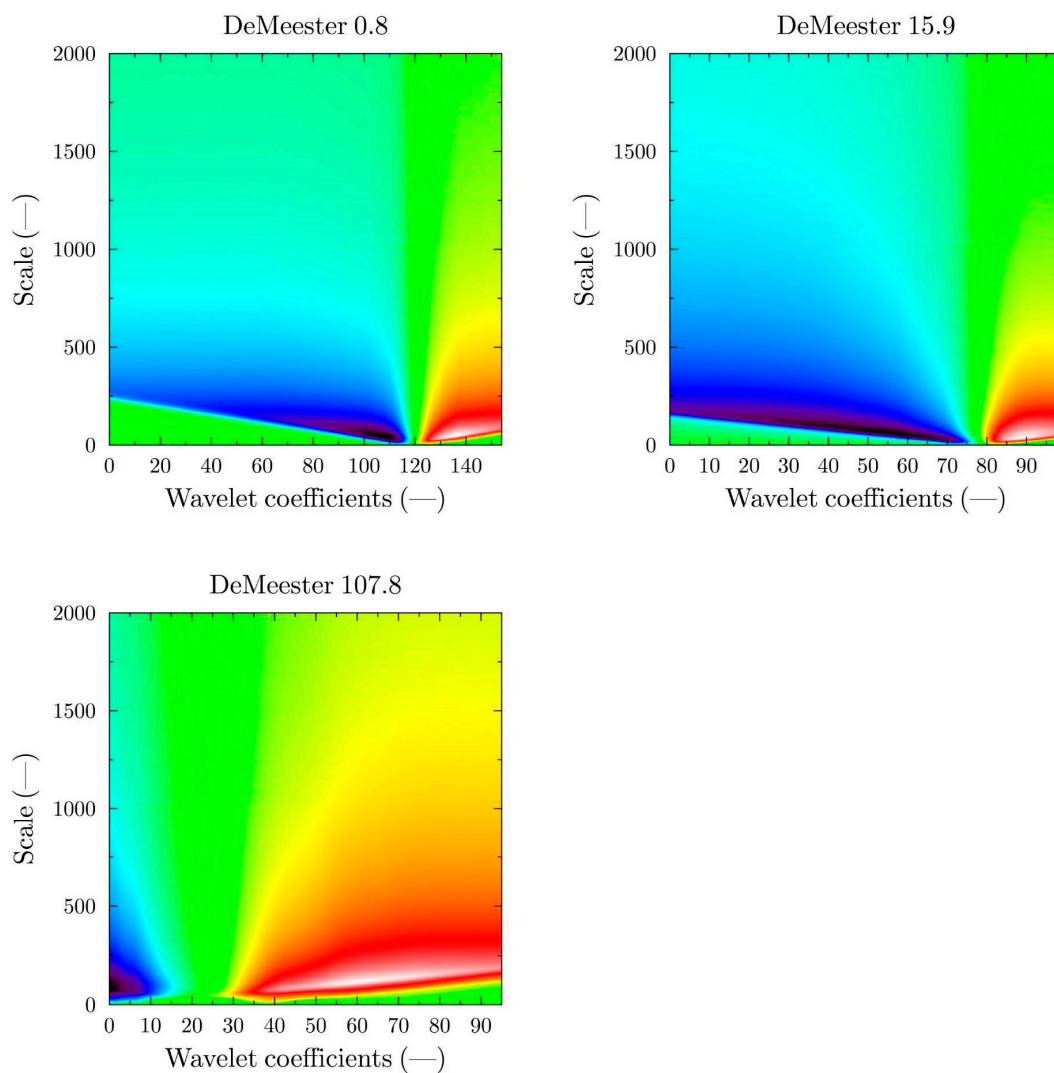 DeMeester 0.8
2000
1500
1000
500
0
Scale (—)
0 20 40 60 80 100 120 140
Wavelet coefficients (—)
DeMeester 15.9
2000
1500
1000
500
0
Scale (—)
0 10 20 30 40 50 60 70 80 90
Wavelet coefficients (—)
DeMeester 107.8
2000
1500
1000
500
0
Scale (—)
0 10 20 30 40 50 60 70 80 90
Wavelet coefficients (—)